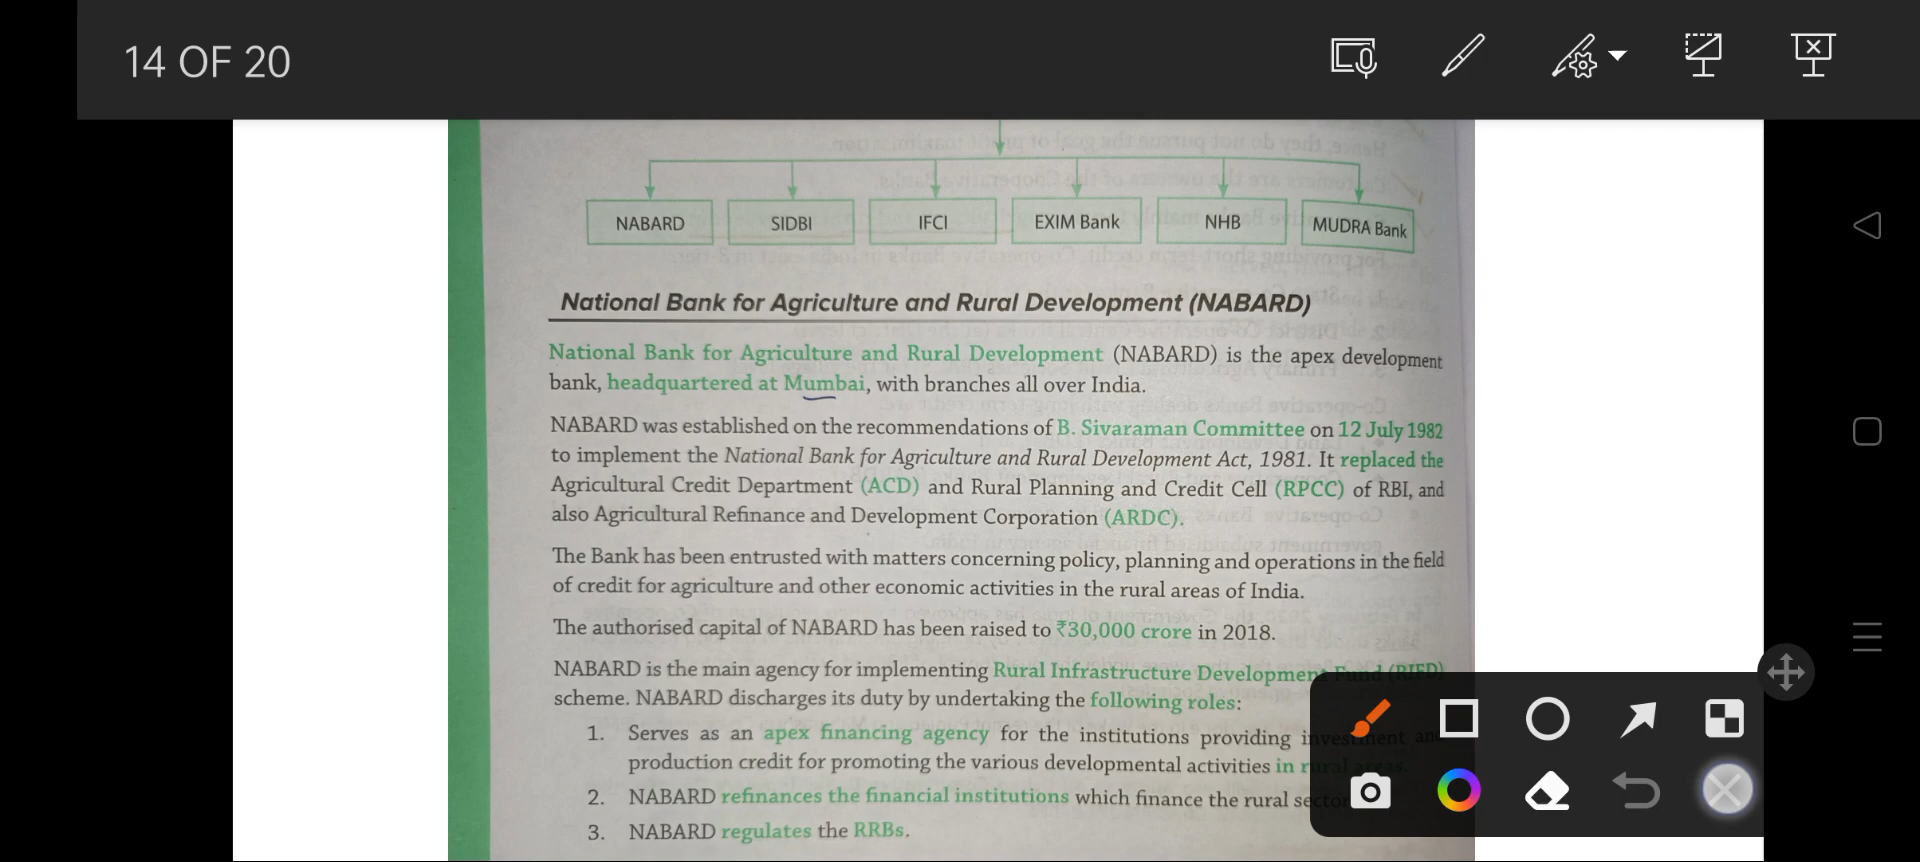 14 OF 20
NABARD
SIDBI
IFCI
EXIM Bank
NHB
MUDRA Bank
National Bank for Agriculture and Rural Development (NABARD)
National Bank for Agriculture and Rural Development (NABARD) is the apex development
bank, headquartered at Mumbai, with branches all over India.
NABARD was established on the recommendations of B. Sivaraman Committee on 12 July 1982
to implement the National Bank for Agriculture and Rural Development Act, 1981. It replaced the
Agricultural Credit Department (ACD) and Rural Planning and Credit Cell (RPCC) of RBI, and
also Agricultural Refinance and Development Corporation (ARDC).
The Bank has been entrusted with matters concerning policy, planning and operations in the field
of credit for agriculture and other economic activities in the rural areas of India.
The authorised capital of NABARD has been raised to ₹30,000 crore in 2018.
NABARD is the main agency for implementing Rural Infrastructure Development Fund (RIFD)
scheme. NABARD discharges its duty by undertaking the following roles:
1. Serves as an apex financing agency for the institutions providing investment and
production credit for promoting the various developmental activities in rural areas.
2. NABARD refinances the financial institutions which finance the rural sector
3. NABARD regulates the RRBs.